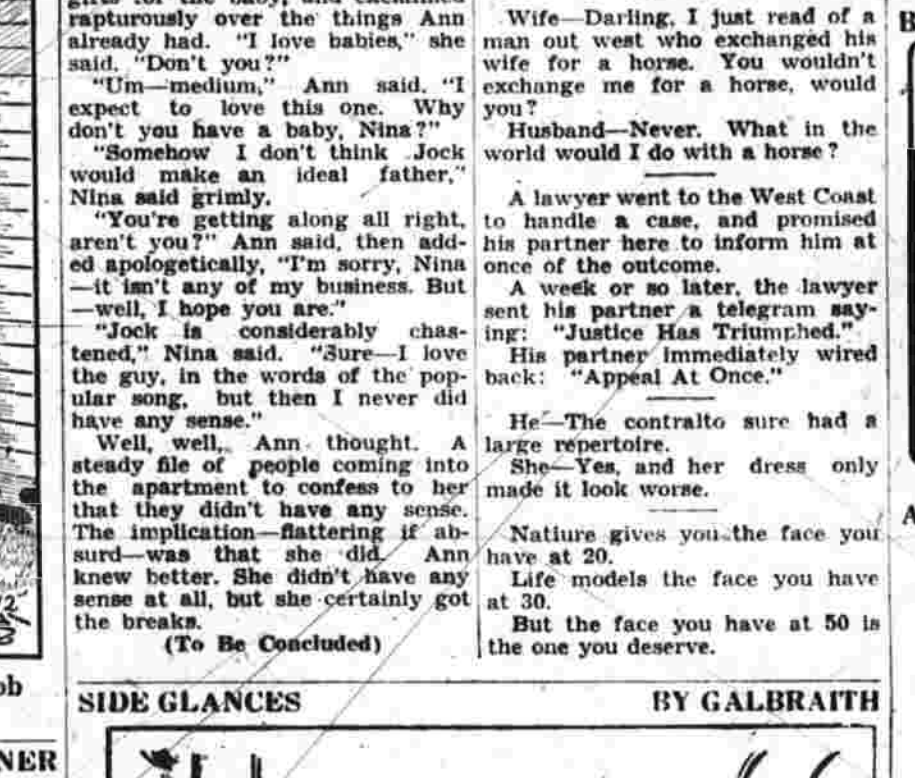 rapturously over the things Ann
already had. "I love babies," she
said. "Don't you?"
"Um—medium," Ann said. "I
expect to love this one. Why
don't you have a baby, Nina?"
"Somehow I don't think Jock
would make an ideal father,"
Nina said grimly.
"You're getting along all right,
aren't you?" Ann said, then add-
ed apologetically, "I'm sorry, Nina
—it isn't any of my business. But
—well, I hope you are."
"Jock is considerably chas-
tened," Nina said. "Sure—I love
the guy, in the words of the pop-
ular song, but then I never did
have any sense."
Well, well, Ann thought. A
steady file of people coming into
the apartment to confess to her
that they didn't have any sense.
The implication—flattering if ab-
surd—was that she did. Ann
knew better. She didn't have any
sense at all, but she certainly got
the breaks.
(To Be Concluded)
Wife—Darling, I just read of a
man out west who exchanged his
wife for a horse. You wouldn't
exchange me for a horse, would
you?
Husband—Never. What in the
world would I do with a horse?
A lawyer went to the West Coast
to handle a case, and promised
his partner here to inform him at
once of the outcome.
A week or so later, the lawyer
sent his partner a telegram say-
ing: "Justice Has Triumphed."
His partner immediately wired
back: "Appeal At Once."
He—The contralto sure had a
large repertoire.
She—Yes, and her dress only
made it look worse.
Natiure gives you the face you
have at 20.
Life models the face you have
at 30.
But the face you have at 50 is
the one you deserve.
SIDE GLANCES BY GALBRAITH
NER